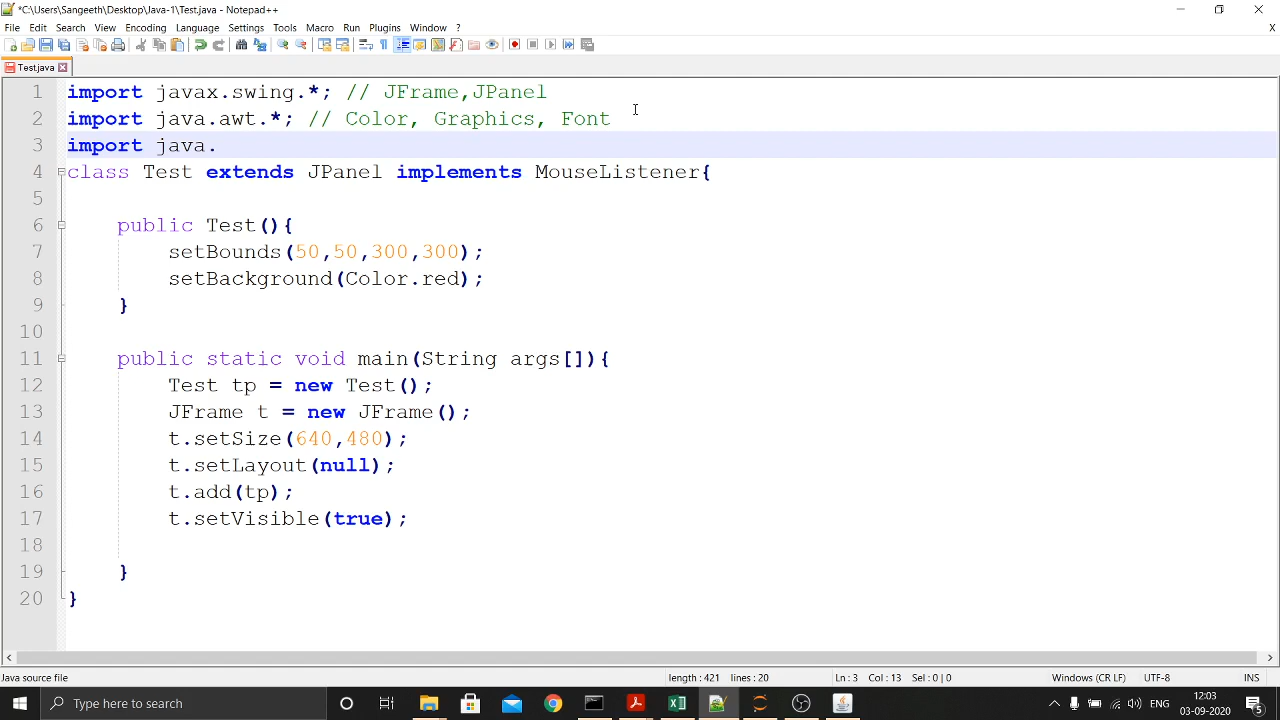 *C:\Users\Sangeeth\Desktop\Java-1\Test.java - Notepad++
File Edit Search View Encoding Language Settings Tools Macro Run Plugins Window ? X
Test.java
1 import javax.swing.*; // JFrame,JPanel
2 import java.awt.*; // Color, Graphics, Font
3 import java.
4 class Test extends JPanel implements MouseListener{
5
6 public Test(){
7 setBounds(50,50,300,300);
8 setBackground(Color.red);
9 }
10
11 public static void main(String args[]){
12 Test tp = new Test();
13 JFrame t = new JFrame();
14 t.setSize(640,480);
15 t.setLayout(null);
16 t.add(tp);
17 t.setVisible(true);
18
19 }
20 }
Java source file length : 421 lines : 20 Ln : 3 Col : 13 Sel : 0 | 0 Windows (CR LF) UTF-8 INS
Type here to search ENG 12:03
03-09-2020 5